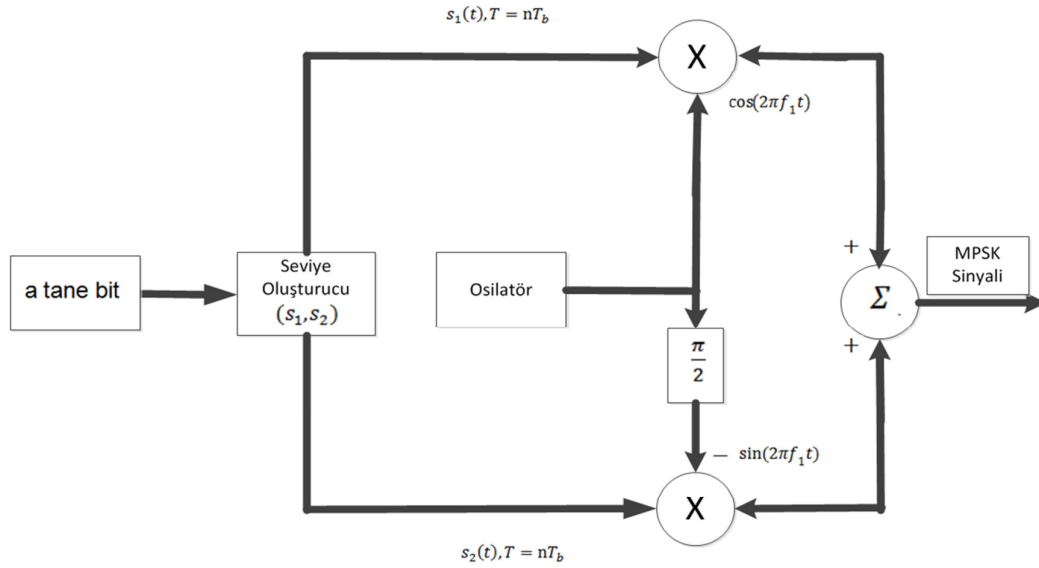 s₁(t), T = nT_b
X
cos(2πf₁t)
a tane bit
Seviye
Oluşturucu
(s₁,s₂)
Osilatör
+
MPSK
Sinyali
Σ
.
+
π
2
— sin(2πf₁t)
X
s₂(t), T = nT_b